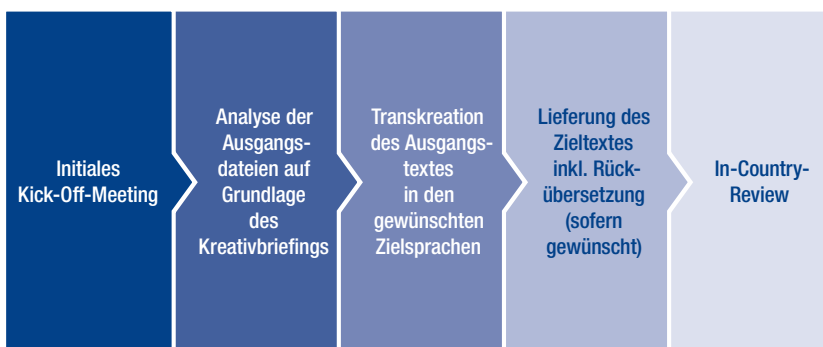 Initiales
Kick-Off-Meeting
Analyse der
Ausgangs-
dateien auf
Grundlage
des
Kreativbriefings
Transkreation
des Ausgangs-
textes
in den
gewünschten
Zielsprachen
Lieferung des
Zieltextes
inkl. Rück-
übersetzung
(sofern
gewünscht)
In-Country-
Review